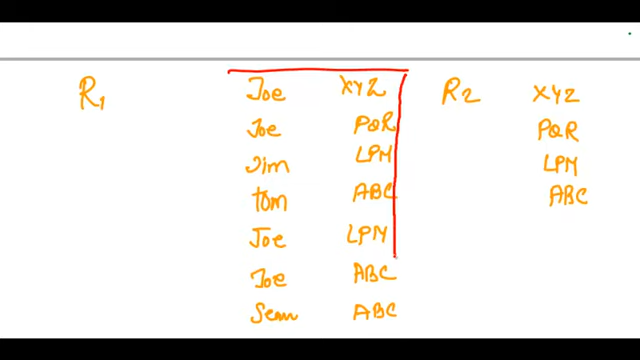 R1 Joe XYZ R2 XYZ
Joe PQR PQR
Jim LPM LPM
Tom ABC ABC
Joe LPM
Joe ABC
Sem ABC